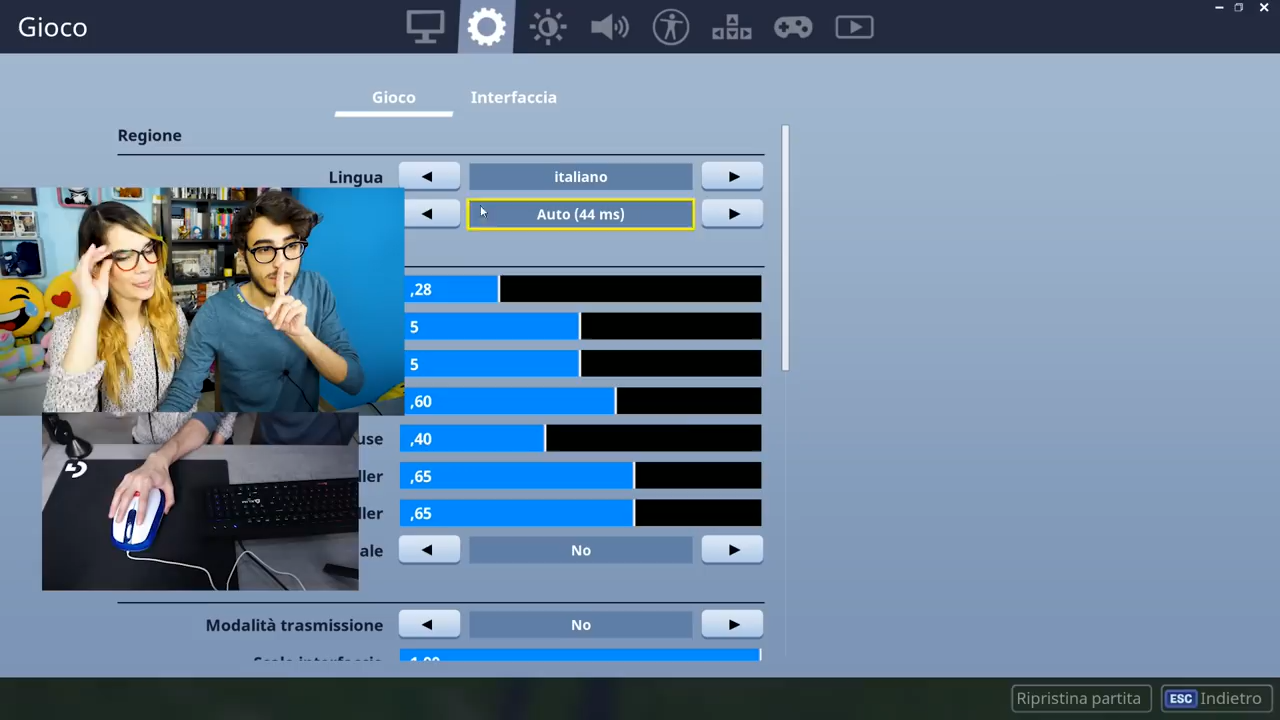 Gioco
Gioco
Interfaccia
Regione
Lingua
italiano
Auto (44 ms)
,28
5
5
,60
use
,40
ller
,65
ller
,65
ale
No
Modalità trasmissione
No
ESC Indietro
Ripristina partita